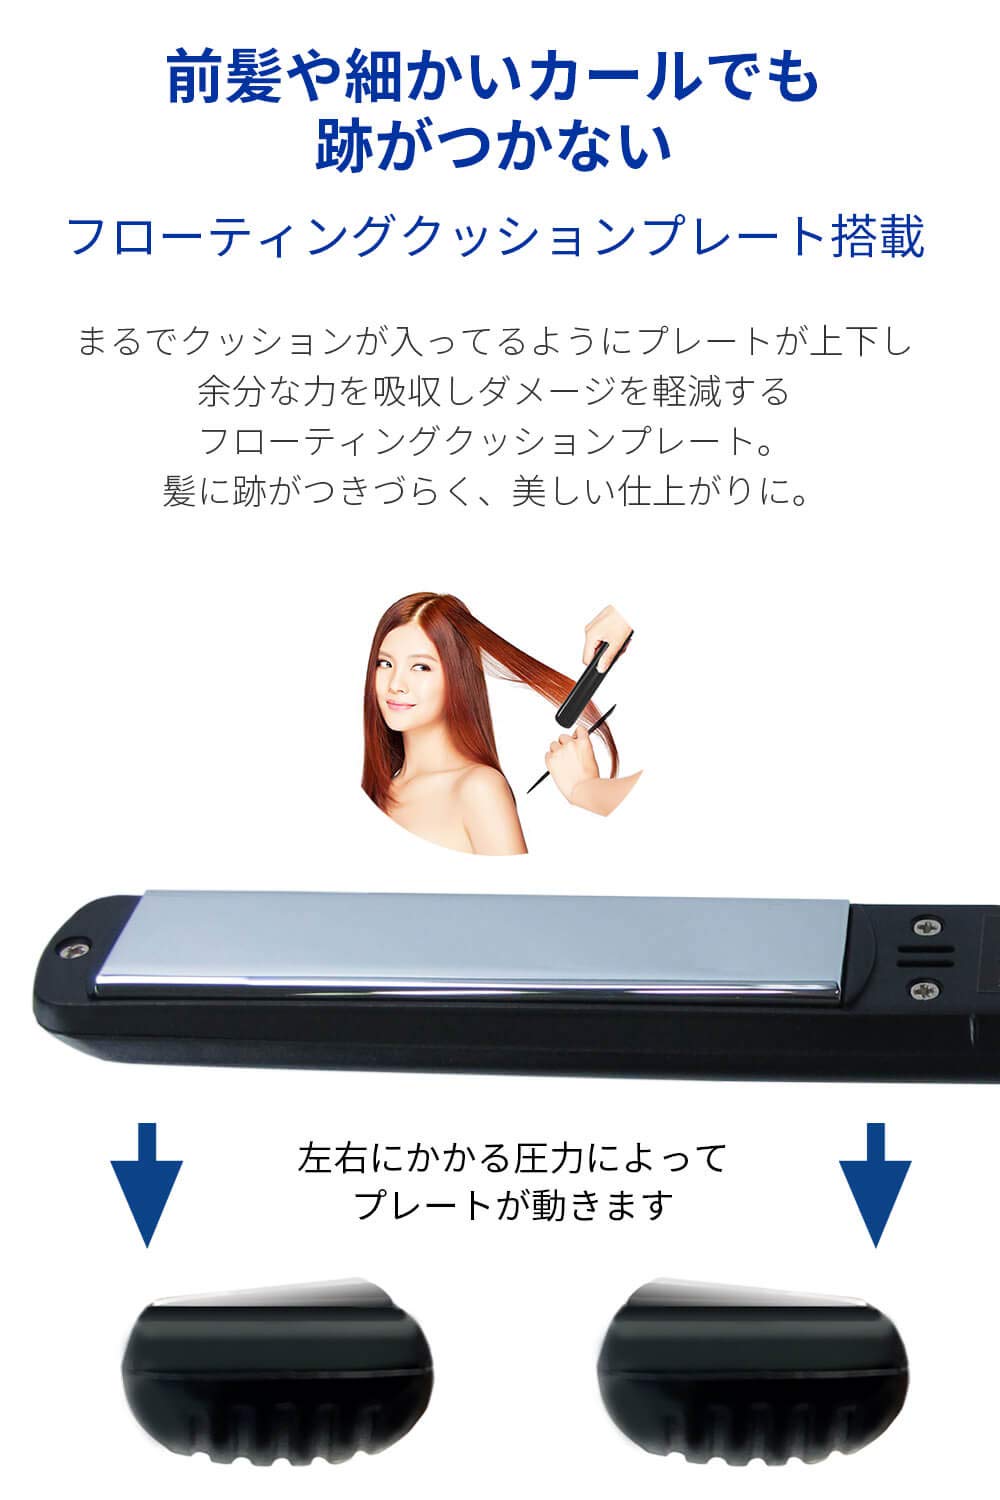 前髪や細かいカールでも
跡がつかない
フローティングクッションプレート搭載
まるでクッションが入ってるようにプレートが上下し
余分な力を吸収しダメージを軽減する
フローティングクッションプレート。
髪に跡がつきづらく、美しい仕上がりに。
左右にかかる圧力によって
プレートが動きます